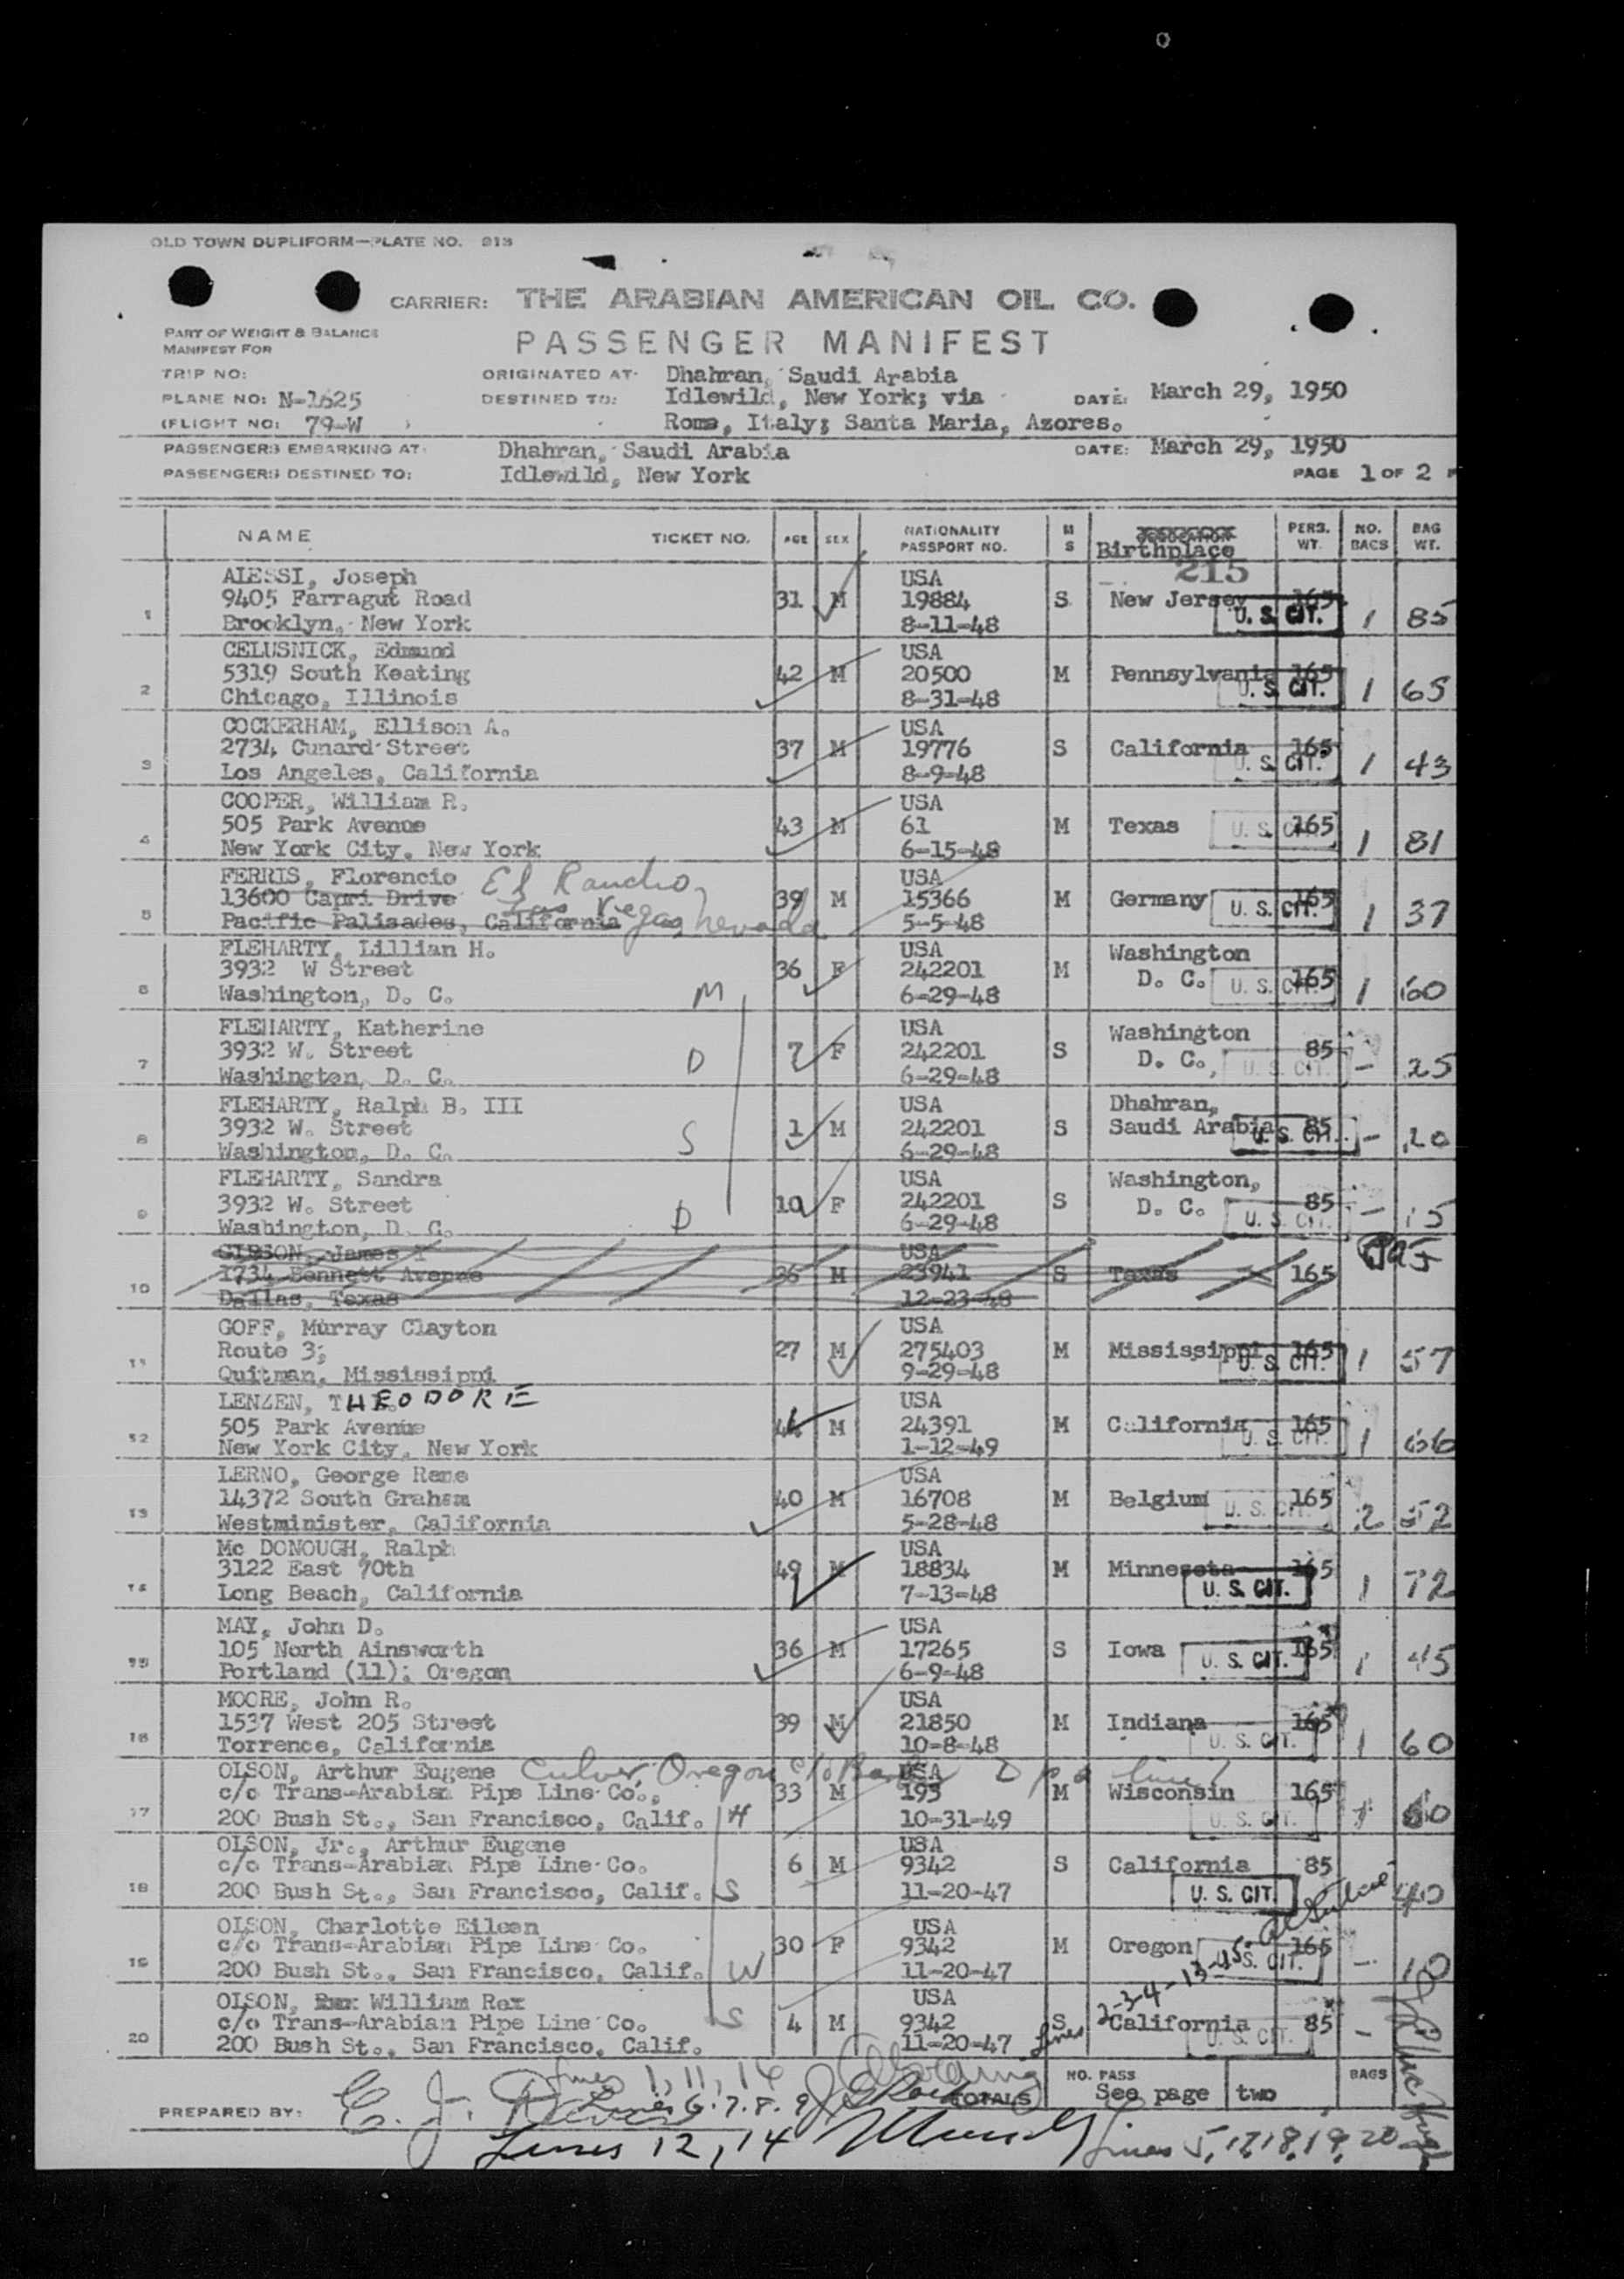 OLD TOWN DUPLIFORM—PLATE NO. 213
CARRIER: THE ARABIAN AMERICAN OIL CO.
PART OF WEIGHT & BALANCE
MANIFEST FOR
PASSENGER MANIFEST
TRIP NO:
ORIGINATED AT: Dhahran, Saudi Arabia
PLANE NO: N-1625
DESTINED TO: Idlewild, New York; via
DATE: March 29, 1950
(FLIGHT NO: 79-W )
Rome, Italy; Santa Maria, Azores.
PASSENGERS EMBARKING AT: Dhahran, Saudi Arabia DATE: March 29, 1950
PASSENGERS DESTINED TO: Idlewild, New York PAGE 1 OF 2
NAME TICKET NO. AGE SEX NATIONALITY PASSPORT NO. M S Birthplace PERS. WT. NO. BAGS BAG WT.
215
ALESSI, Joseph USA
9405 Farragut Road 31 M 19884 S New Jersey 165
1 Brooklyn, New York 8-11-48 U. S. CIT. 1 85
CELUSNICK, Edmund USA
5319 South Keating 42 M 20500 M Pennsylvania 165
2 Chicago, Illinois 8-31-48 U. S. CIT. 1 65
COCKERHAM, Ellison A. USA
2734 Cunard Street 37 M 19776 S California 165
3 Los Angeles, California 8-9-48 U. S. CIT. 1 43
COOPER, William R. USA
505 Park Avenue 43 M 61 M Texas U. S. CIT. 165
4 New York City, New York 6-15-48 1 81
FERRIS, Florencio El Rancho, USA
13600 Capri Drive Las Vegas Nevada 39 M 15366 M Germany 165
5 Pacific Palisades, California 5-5-48 U. S. CIT. 1 37
FLEHARTY, Lillian H. USA Washington
3932 W Street 36 F 242201 M D. C. U. S. CIT. 165
6 Washington, D. C. M 6-29-48 1 60
FLEHARTY, Katherine USA Washington
3932 W. Street D 7 F 242201 S D. C., 85
7 Washington, D. C. 6-29-48 U. S. CIT. - 25
FLEHARTY, Ralph B. III USA Dhahran,
3932 W. Street S 1 M 242201 S Saudi Arabia 85
8 Washington, D. C. 6-29-48 U. S. CIT. - 20
FLEHARTY, Sandra USA Washington,
3932 W. Street D 10 F 242201 S D. C. 85
9 Washington, D. C. 6-29-48 U. S. CIT. - 15
GIBSON, James USA
1734 Bennett Avenue 36 M 23941 S Texas 165
10 Dallas, Texas 12-23-48
GOFF, Murray Clayton USA
Route 3; 27 M 275403 M Mississippi 165
11 Quitman, Mississippi 9-29-48 U. S. CIT. 1 57
LENZEN, THEODORE USA
505 Park Avenue 44 M 24391 M California 165
12 New York City, New York 1-12-49 U. S. CIT. 1 66
LERNO, George Rene USA
14372 South Graham 40 M 16708 M Belgium 165
13 Westminister, California 5-28-48 U. S. CIT. 2 52
Mc DONOUGH, Ralph USA
3122 East 70th 49 M 18834 M Minnesota 165
14 Long Beach, California 7-13-48 U. S. CIT. 1 72
MAY, John D. USA
105 North Ainsworth 36 M 17265 S Iowa 165
15 Portland (11); Oregon 6-9-48 U. S. CIT. 1 45
MOORE, John R. USA
1537 West 205 Street 39 M 21850 M Indiana 165
16 Torrence, California 10-8-48 U. S. CIT. 1 60
OLSON, Arthur Eugene Culver, Oregon c/o USA
c/o Trans-Arabian Pipe Line Co., 33 M 193 M Wisconsin 165
17 200 Bush St., San Francisco, Calif. H 10-31-49 U. S. CIT. 1 60
OLSON, Jr., Arthur Eugene USA
c/o Trans-Arabian Pipe Line Co. 6 M 9342 S California 85
18 200 Bush St., San Francisco, Calif. S 11-20-47 U. S. CIT. 40
OLSON, Charlotte Eileen USA
c/o Trans-Arabian Pipe Line Co. 30 F 9342 M Oregon 165
19 200 Bush St., San Francisco, Calif. W 11-20-47 U. S. CIT. - 10
OLSON, William Rex USA
c/o Trans-Arabian Pipe Line Co. S 4 M 9342 S California 85
20 200 Bush St., San Francisco, Calif. 11-20-47 U. S. CIT. -
Lines 2-3-4-13-15
Lines 1, 11, 16
NO. PASS BAGS
Lines 6.7.8.9 TOTALS See page two
PREPARED BY:
Lines 12, 14 Lines 5, 17, 18, 19, 20